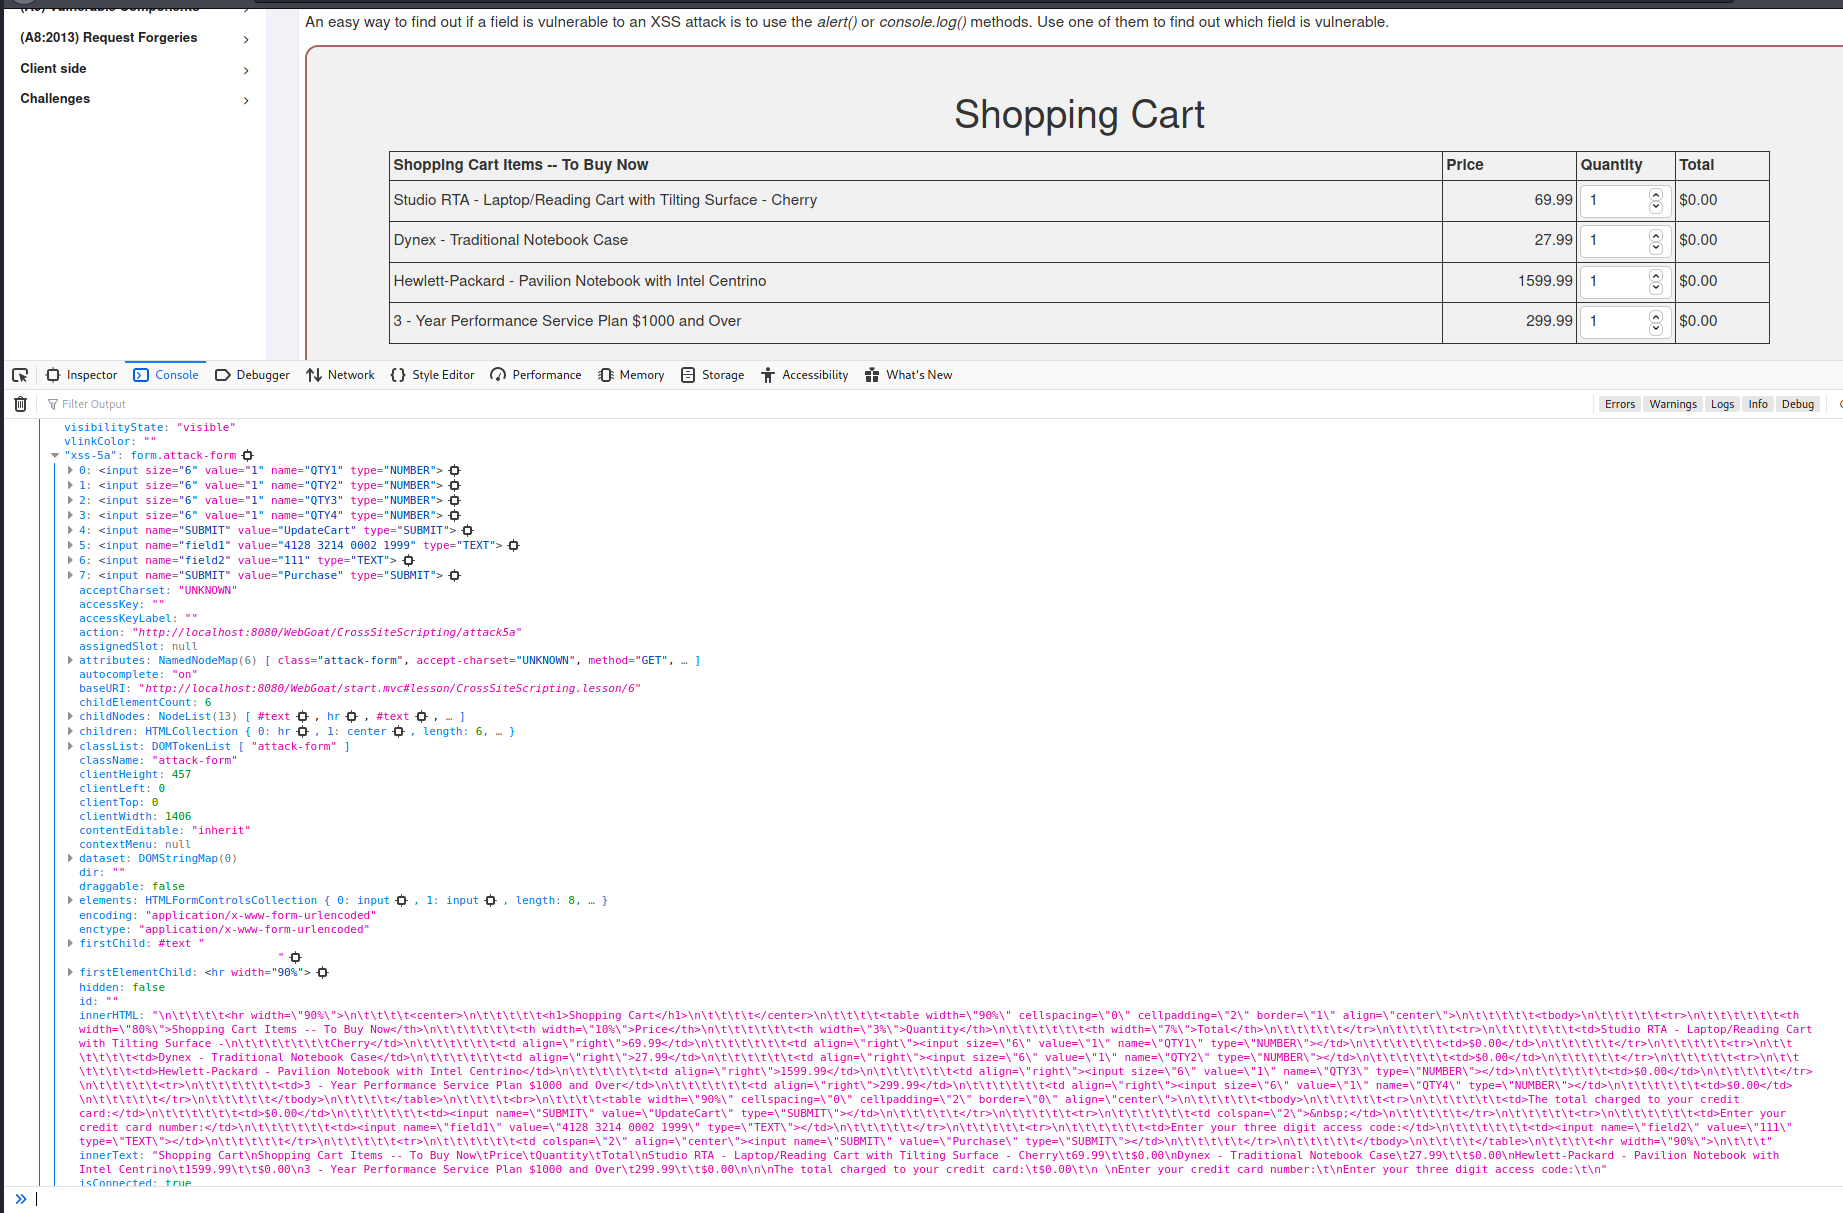 An easy way to find out if a field is vulnerable to an XSS attack is to use the alert() or console.log() methods. Use one of them to find out which field is vulnerable.
(A8:2013) Request Forgeries
Client side
Challenges
Shopping Cart
Shopping Cart Items -- To Buy Now Price Quantity Total
Studio RTA - Laptop/Reading Cart with Tilting Surface - Cherry 69.99 1 $0.00
Dynex - Traditional Notebook Case 27.99 1 $0.00
Hewlett-Packard - Pavilion Notebook with Intel Centrino 1599.99 1 $0.00
3 - Year Performance Service Plan $1000 and Over 299.99 1 $0.00
Inspector Console Debugger Network Style Editor Performance Memory Storage Accessibility What's New
Filter Output Errors Warnings Logs Info Debug
visibilityState: "visible"
vlinkColor: ""
"xss-5a": form.attack-form
0: <input size="6" value="1" name="QTY1" type="NUMBER">
1: <input size="6" value="1" name="QTY2" type="NUMBER">
2: <input size="6" value="1" name="QTY3" type="NUMBER">
3: <input size="6" value="1" name="QTY4" type="NUMBER">
4: <input name="SUBMIT" value="UpdateCart" type="SUBMIT">
5: <input name="field1" value="4128 3214 0002 1999" type="TEXT">
6: <input name="field2" value="111" type="TEXT">
7: <input name="SUBMIT" value="Purchase" type="SUBMIT">
acceptCharset: "UNKNOWN"
accessKey: ""
accessKeyLabel: ""
action: "http://localhost:8080/WebGoat/CrossSiteScripting/attack5a"
assignedSlot: null
attributes: NamedNodeMap(6) [ class="attack-form", accept-charset="UNKNOWN", method="GET", … ]
autocomplete: "on"
baseURI: "http://localhost:8080/WebGoat/start.mvc#lesson/CrossSiteScripting.lesson/6"
childElementCount: 6
childNodes: NodeList(13) [ #text , hr , #text , … ]
children: HTMLCollection { 0: hr , 1: center , length: 6, … }
classList: DOMTokenList [ "attack-form" ]
className: "attack-form"
clientHeight: 457
clientLeft: 0
clientTop: 0
clientWidth: 1406
contentEditable: "inherit"
contextMenu: null
dataset: DOMStringMap(0)
dir: ""
draggable: false
elements: HTMLFormControlsCollection { 0: input , 1: input , length: 8, … }
encoding: "application/x-www-form-urlencoded"
enctype: "application/x-www-form-urlencoded"
firstChild: #text "
"
firstElementChild: <hr width="90%">
hidden: false
id: ""
innerHTML: "\n\t\t\t\t\t<hr width=\"90%\">\n\t\t\t\t\t<center>\n\t\t\t\t\t\t<h1>Shopping Cart</h1>\n\t\t\t\t\t</center>\n\t\t\t\t\t<table width=\"90%\" cellspacing=\"0\" cellpadding=\"2\" border=\"1\" align=\"center\">\n\t\t\t\t\t\t<tbody>\n\t\t\t\t\t\t<tr>\n\t\t\t\t\t\t\t<th
width=\"80%\">Shopping Cart Items -- To Buy Now</th>\n\t\t\t\t\t\t\t<th width=\"10%\">Price</th>\n\t\t\t\t\t\t\t<th width=\"3%\">Quantity</th>\n\t\t\t\t\t\t\t<th width=\"7%\">Total</th>\n\t\t\t\t\t\t</tr>\n\t\t\t\t\t\t<tr>\n\t\t\t\t\t\t\t<td>Studio RTA - Laptop/Reading Cart
with Tilting Surface -\n\t\t\t\t\t\t\t\tCherry</td>\n\t\t\t\t\t\t\t<td align=\"right\">69.99</td>\n\t\t\t\t\t\t\t<td align=\"right\"><input size=\"6\" value=\"1\" name=\"QTY1\" type=\"NUMBER\"></td>\n\t\t\t\t\t\t\t<td>$0.00</td>\n\t\t\t\t\t\t</tr>\n\t\t\t\t\t\t<tr>\n\t\t\t
\t\t\t\t<td>Dynex - Traditional Notebook Case</td>\n\t\t\t\t\t\t\t<td align=\"right\">27.99</td>\n\t\t\t\t\t\t\t<td align=\"right\"><input size=\"6\" value=\"1\" name=\"QTY2\" type=\"NUMBER\"></td>\n\t\t\t\t\t\t\t<td>$0.00</td>\n\t\t\t\t\t\t</tr>\n\t\t\t\t\t\t<tr>\n\t\t
\t\t\t\t\t<td>Hewlett-Packard - Pavilion Notebook with Intel Centrino</td>\n\t\t\t\t\t\t\t<td align=\"right\">1599.99</td>\n\t\t\t\t\t\t\t<td align=\"right\"><input size=\"6\" value=\"1\" name=\"QTY3\" type=\"NUMBER\"></td>\n\t\t\t\t\t\t\t<td>$0.00</td>\n\t\t\t\t\t\t</tr>
\n\t\t\t\t\t\t<tr>\n\t\t\t\t\t\t\t<td>3 - Year Performance Service Plan $1000 and Over</td>\n\t\t\t\t\t\t\t<td align=\"right\">299.99</td>\n\t\t\t\t\t\t\t<td align=\"right\"><input size=\"6\" value=\"1\" name=\"QTY4\" type=\"NUMBER\"></td>\n\t\t\t\t\t\t\t<td>$0.00</td>
\n\t\t\t\t\t\t</tr>\n\t\t\t\t\t\t</tbody>\n\t\t\t\t\t</table>\n\t\t\t\t\t<br>\n\t\t\t\t\t<table width=\"90%\" cellspacing=\"0\" cellpadding=\"2\" border=\"0\" align=\"center\">\n\t\t\t\t\t\t<tbody>\n\t\t\t\t\t\t<tr>\n\t\t\t\t\t\t\t<td>The total charged to your credit
card:</td>\n\t\t\t\t\t\t\t<td>$0.00</td>\n\t\t\t\t\t\t\t<td><input name=\"SUBMIT\" value=\"UpdateCart\" type=\"SUBMIT\"></td>\n\t\t\t\t\t\t</tr>\n\t\t\t\t\t\t<tr>\n\t\t\t\t\t\t\t<td colspan=\"2\">&nbsp;</td>\n\t\t\t\t\t\t</tr>\n\t\t\t\t\t\t<tr>\n\t\t\t\t\t\t\t<td>Enter your
credit card number:</td>\n\t\t\t\t\t\t\t<td><input name=\"field1\" value=\"4128 3214 0002 1999\" type=\"TEXT\"></td>\n\t\t\t\t\t\t</tr>\n\t\t\t\t\t\t<tr>\n\t\t\t\t\t\t\t<td>Enter your three digit access code:</td>\n\t\t\t\t\t\t\t<td><input name=\"field2\" value=\"111\"
type=\"TEXT\"></td>\n\t\t\t\t\t\t</tr>\n\t\t\t\t\t\t<tr>\n\t\t\t\t\t\t\t<td colspan=\"2\" align=\"center\"><input name=\"SUBMIT\" value=\"Purchase\" type=\"SUBMIT\"></td>\n\t\t\t\t\t\t</tr>\n\t\t\t\t\t\t</tbody>\n\t\t\t\t\t</table>\n\t\t\t\t\t<hr width=\"90%\">\n\t\t\t\t"
innerText: "Shopping Cart\nShopping Cart Items -- To Buy Now\tPrice\tQuantity\tTotal\nStudio RTA - Laptop/Reading Cart with Tilting Surface - Cherry\t69.99\t\t$0.00\nDynex - Traditional Notebook Case\t27.99\t\t$0.00\nHewlett-Packard - Pavilion Notebook with
Intel Centrino\t1599.99\t\t$0.00\n3 - Year Performance Service Plan $1000 and Over\t299.99\t\t$0.00\n\n\nThe total charged to your credit card:\t$0.00\t\n \nEnter your credit card number:\t\nEnter your three digit access code:\t\n"
isConnected: true